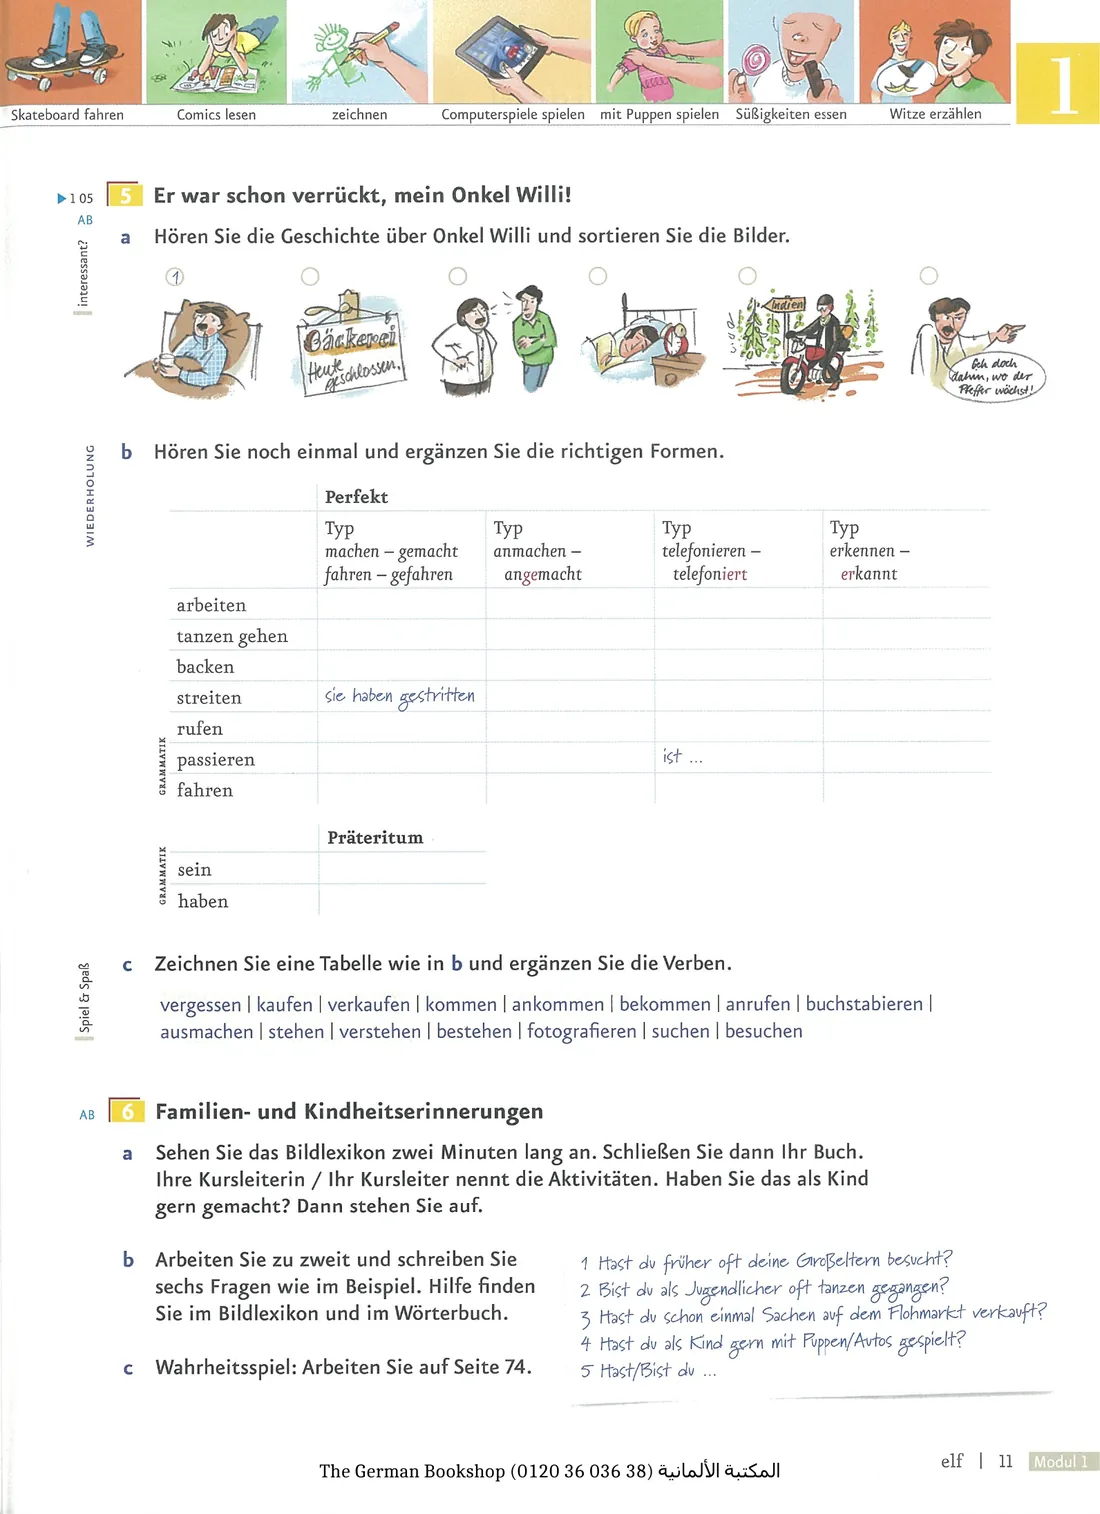 Skateboard fahren
Comics lesen
zeichnen
Computerspiele spielen
mit Puppen spielen
Süßigkeiten essen
Witze erzählen
1
▶1 05
AB
interessant?
5 Er war schon verrückt, mein Onkel Willi!
a Hören Sie die Geschichte über Onkel Willi und sortieren Sie die Bilder.
1
Bäckerei
Heute geschlossen.
Indien
Geh doch
dahin, wo der
Pfeffer wächst!
WIEDERHOLUNG
b Hören Sie noch einmal und ergänzen Sie die richtigen Formen.
GRAMMATIK
Perfekt
Typ
machen – gemacht
fahren – gefahren
Typ
anmachen –
angemacht
Typ
telefonieren –
telefoniert
Typ
erkennen –
erkannt
arbeiten
tanzen gehen
backen
streiten sie haben gestritten
rufen
passieren ist ...
fahren
GRAMMATIK
Präteritum
sein
haben
Spiel & Spaß
c Zeichnen Sie eine Tabelle wie in b und ergänzen Sie die Verben.
vergessen | kaufen | verkaufen | kommen | ankommen | bekommen | anrufen | buchstabieren |
ausmachen | stehen | verstehen | bestehen | fotografieren | suchen | besuchen
AB
6 Familien- und Kindheitserinnerungen
a Sehen Sie das Bildlexikon zwei Minuten lang an. Schließen Sie dann Ihr Buch.
Ihre Kursleiterin / Ihr Kursleiter nennt die Aktivitäten. Haben Sie das als Kind
gern gemacht? Dann stehen Sie auf.
b Arbeiten Sie zu zweit und schreiben Sie
sechs Fragen wie im Beispiel. Hilfe finden
Sie im Bildlexikon und im Wörterbuch.
c Wahrheitsspiel: Arbeiten Sie auf Seite 74.
1 Hast du früher oft deine Großeltern besucht?
2 Bist du als Jugendlicher oft tanzen gegangen?
3 Hast du schon einmal Sachen auf dem Flohmarkt verkauft?
4 Hast du als Kind gern mit Puppen/Autos gespielt?
5 Hast/Bist du ...
elf | 11 Modul 1
The German Bookshop (0120 36 036 38) المكتبة الألمانية